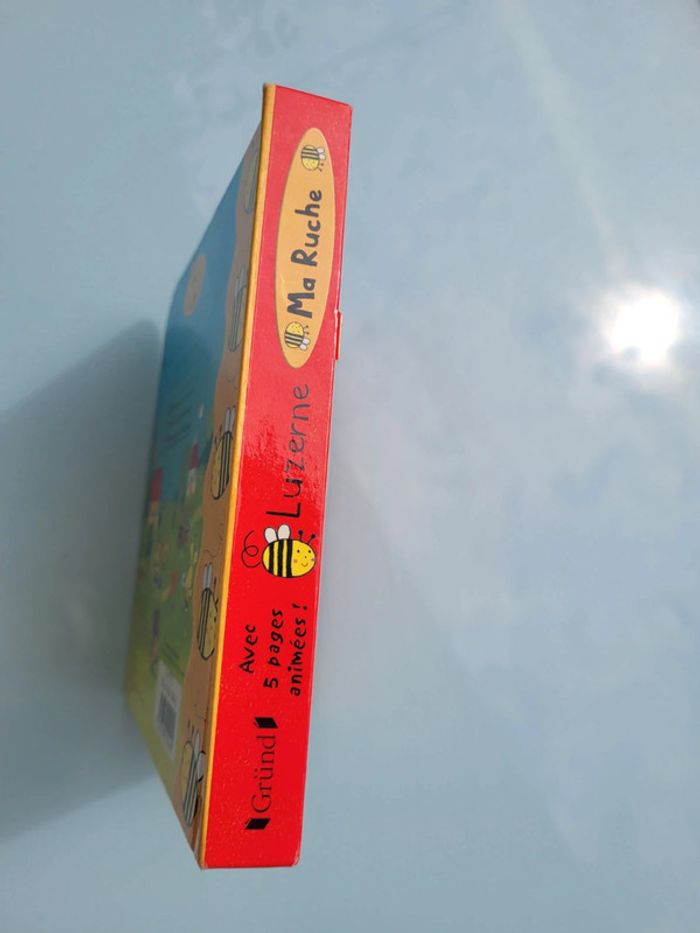 Gründ
Avec
5 pages
animées !
Luzerne
Ma Ruche